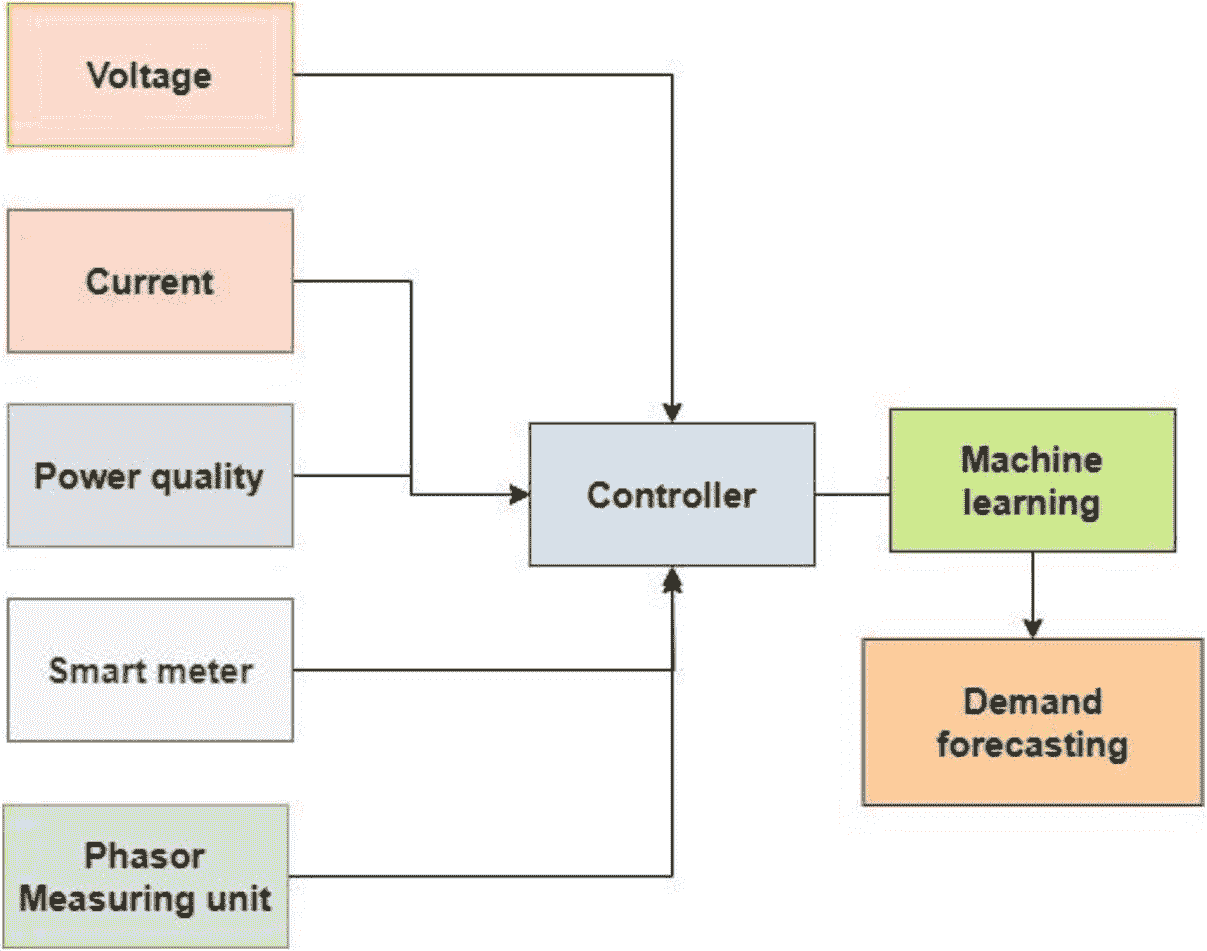 Voltage
Current
Power quality
Smart meter
Phasor
Measuring unit
Controller
Machine
learning
Demand
forecasting